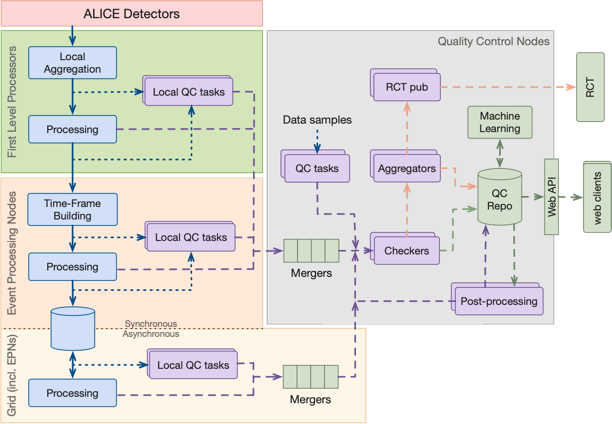 ALICE Detectors
First Level Processors
Local
Aggregation
Local QC tasks
Processing
Event Processing Nodes
Time-Frame
Building
Local QC tasks
Processing
Synchronous
Asynchronous
Grid (incl. EPNs)
Local QC tasks
Processing
Mergers
Mergers
Quality Control Nodes
Data samples
QC tasks
RCT pub
Aggregators
Checkers
Machine
Learning
QC
Repo
Post-processing
Web API
RCT
web clients